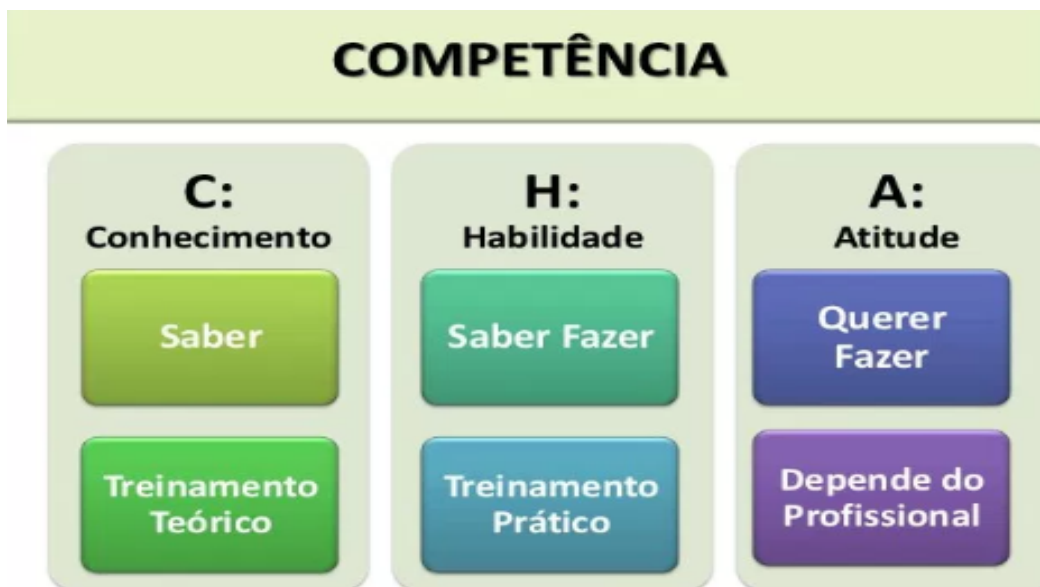 COMPETÊNCIA
C:
Conhecimento
Saber
Treinamento
Teórico
H:
Habilidade
Saber Fazer
Treinamento
Prático
A:
Atitude
Querer
Fazer
Depende do
Profissional